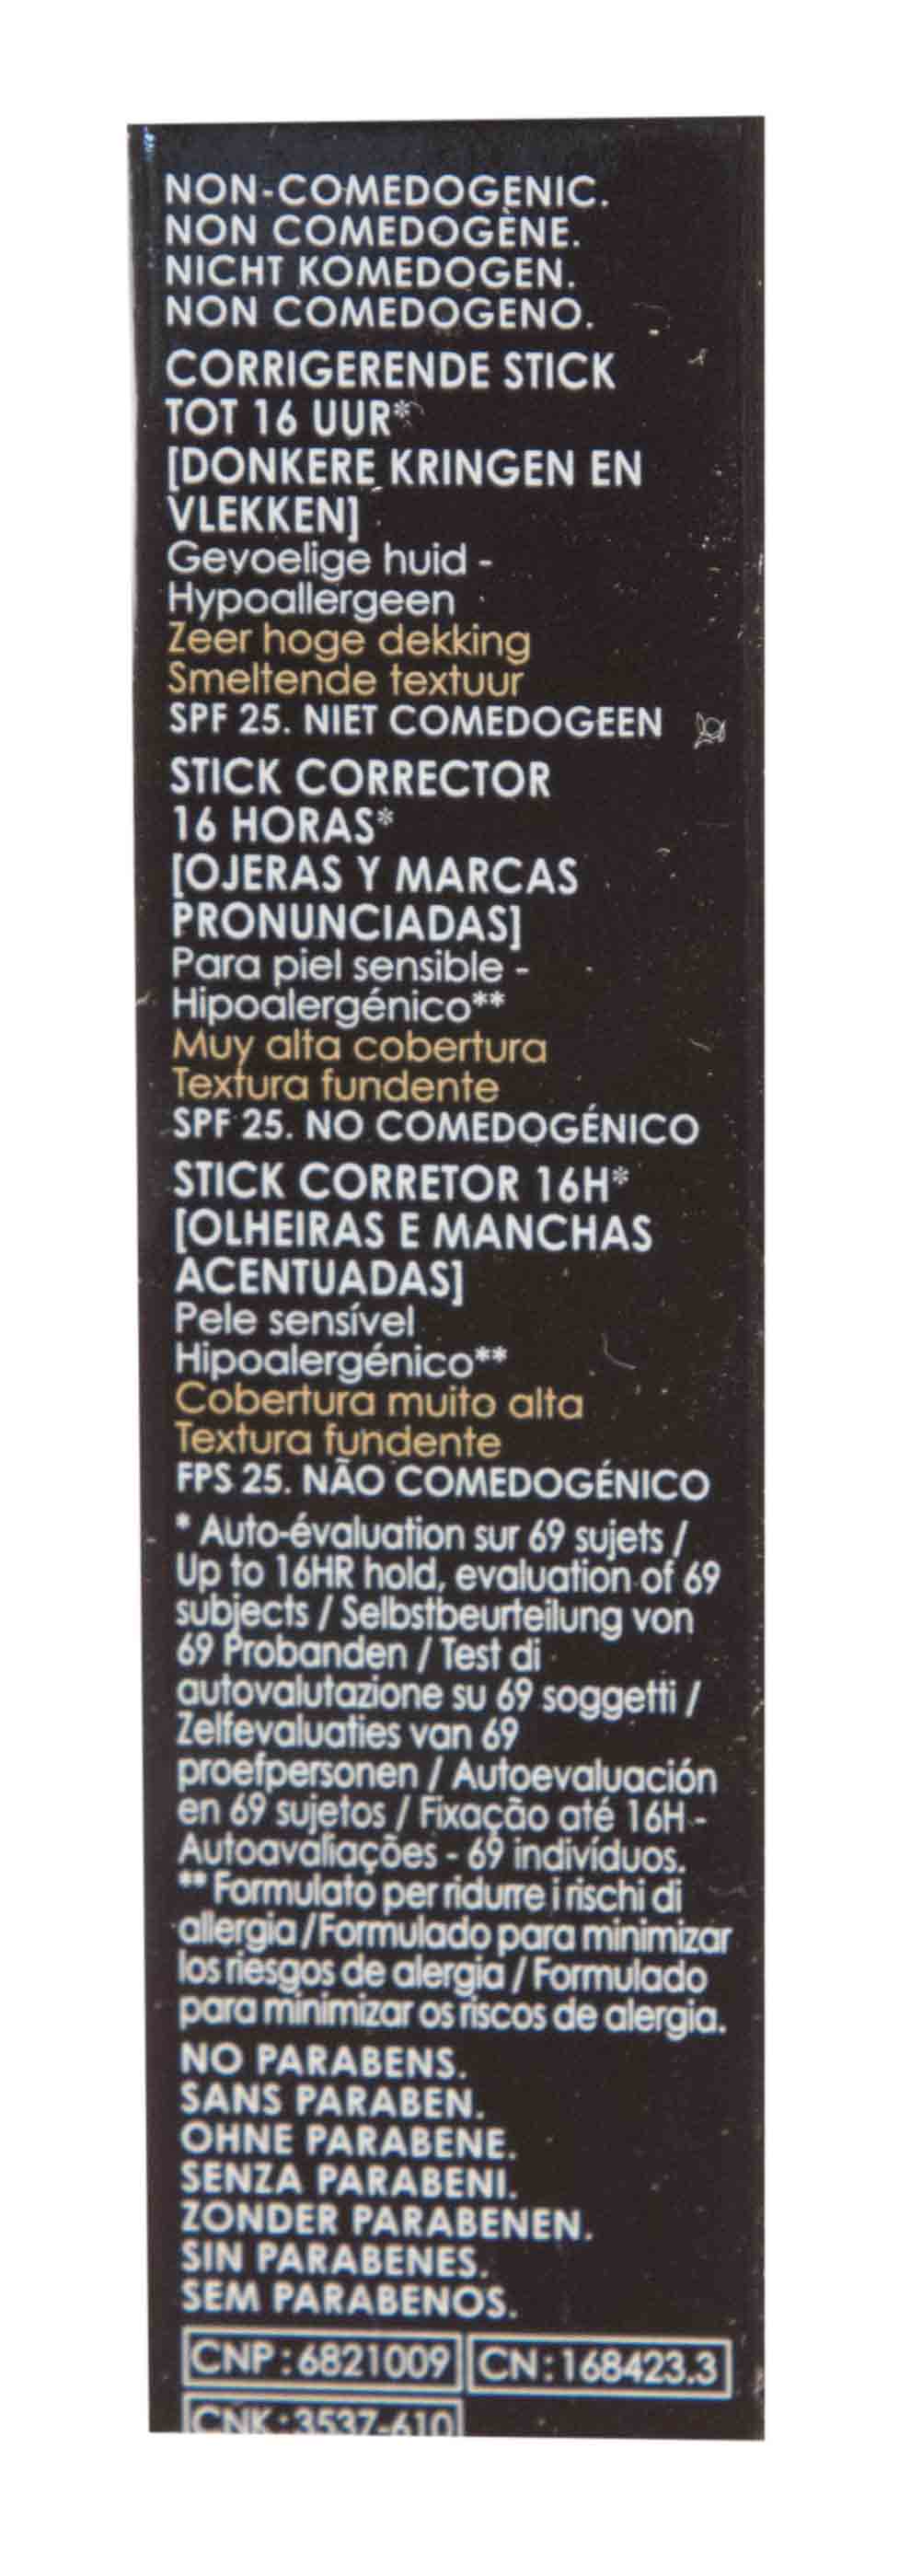 NON-COMEDOGENIC.
NON COMEDOGÈNE.
NICHT KOMEDOGEN.
NON COMEDOGENO.
CORRIGERENDE STICK
TOT 16 UUR*
[DONKERE KRINGEN EN
VLEKKEN]
Gevoelige huid -
Hypoallergeen
Zeer hoge dekking
Smeltende textuur
SPF 25. NIET COMEDOGEEN
STICK CORRECTOR
16 HORAS*
[OJERAS Y MARCAS
PRONUNCIADAS]
Para piel sensible -
Hipoalergénico**
Muy alta cobertura
Textura fundente
SPF 25. NO COMEDOGÉNICO
STICK CORRETOR 16H*
[OLHEIRAS E MANCHAS
ACENTUADAS]
Pele sensível
Hipoalergénico**
Cobertura muito alta
Textura fundente
FPS 25. NÃO COMEDOGÉNICO
* Auto-évaluation sur 69 sujets /
Up to 16HR hold, evaluation of 69
subjects / Selbstbeurteilung von
69 Probanden / Test di
autovalutazione su 69 soggetti /
Zelfevaluaties van 69
proefpersonen / Autoevaluación
en 69 sujetos / Fixação até 16H -
Autoavaliações - 69 indivíduos.
** Formulato per ridurre i rischi di
allergia / Formulado para minimizar
los riesgos de alergia / Formulado
para minimizar os riscos de alergia.
NO PARABENS.
SANS PARABEN.
OHNE PARABENE.
SENZA PARABENI.
ZONDER PARABENEN.
SIN PARABENES.
SEM PARABENOS.
CNP : 6821009 CN : 168423.3
CNK : 3537-610